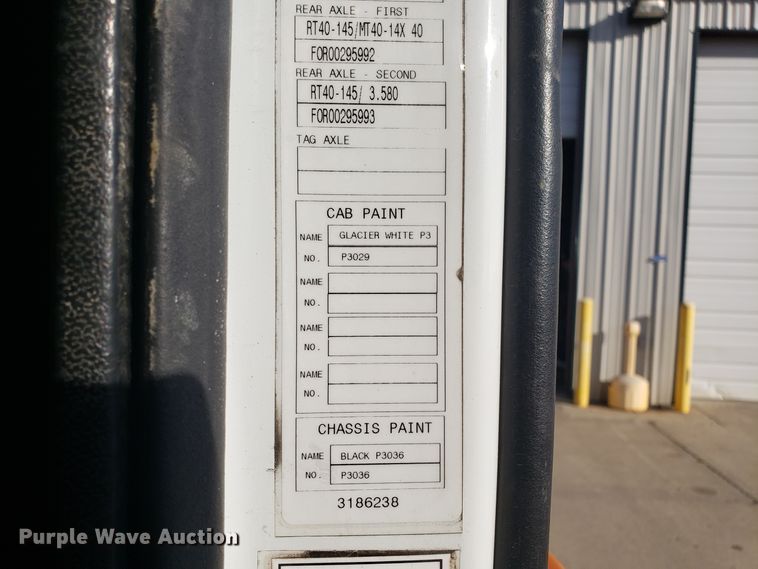 REAR AXLE - FIRST
RT40-145/MT40-14X 40
FOR00295992
REAR AXLE - SECOND
RT40-145/ 3.580
FOR00295993
TAG AXLE
CAB PAINT
NAME GLACIER WHITE P3
NO. P3029
NAME
NO.
NAME
NO.
NAME
NO.
CHASSIS PAINT
NAME BLACK P3036
NO. P3036
3186238
Purple Wave Auction